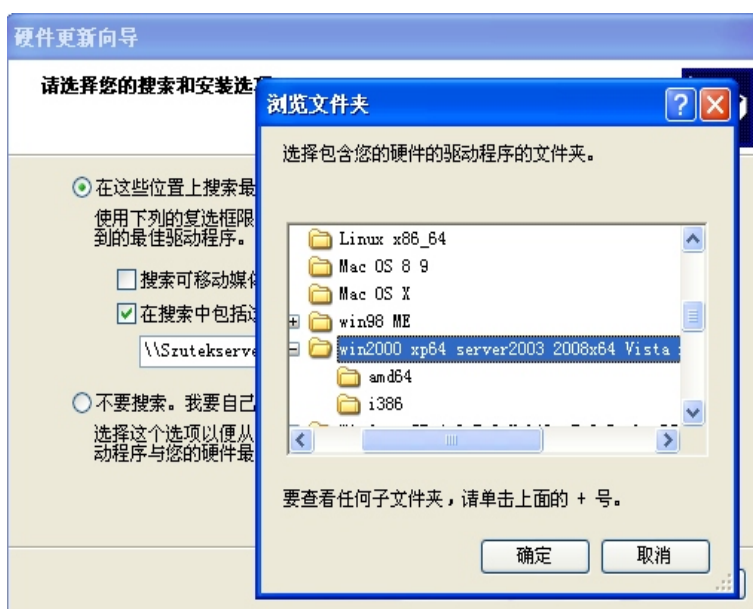 硬件更新向导
请选择您的搜索和安装选项
浏览文件夹
选择包含您的硬件的驱动程序的文件夹。
在这些位置上搜索最
使用下列的复选框限
到的最佳驱动程序。
搜索可移动媒体
在搜索中包括这
\\Szutekserve
不要搜索。我要自己
选择这个选项以便从
动程序与您的硬件最
Linux x86_64
Mac OS 8 9
Mac OS X
win98 ME
win2000 xp64 server2003 2008x64 Vista
amd64
i386
要查看任何子文件夹，请单击上面的 + 号。
确定
取消